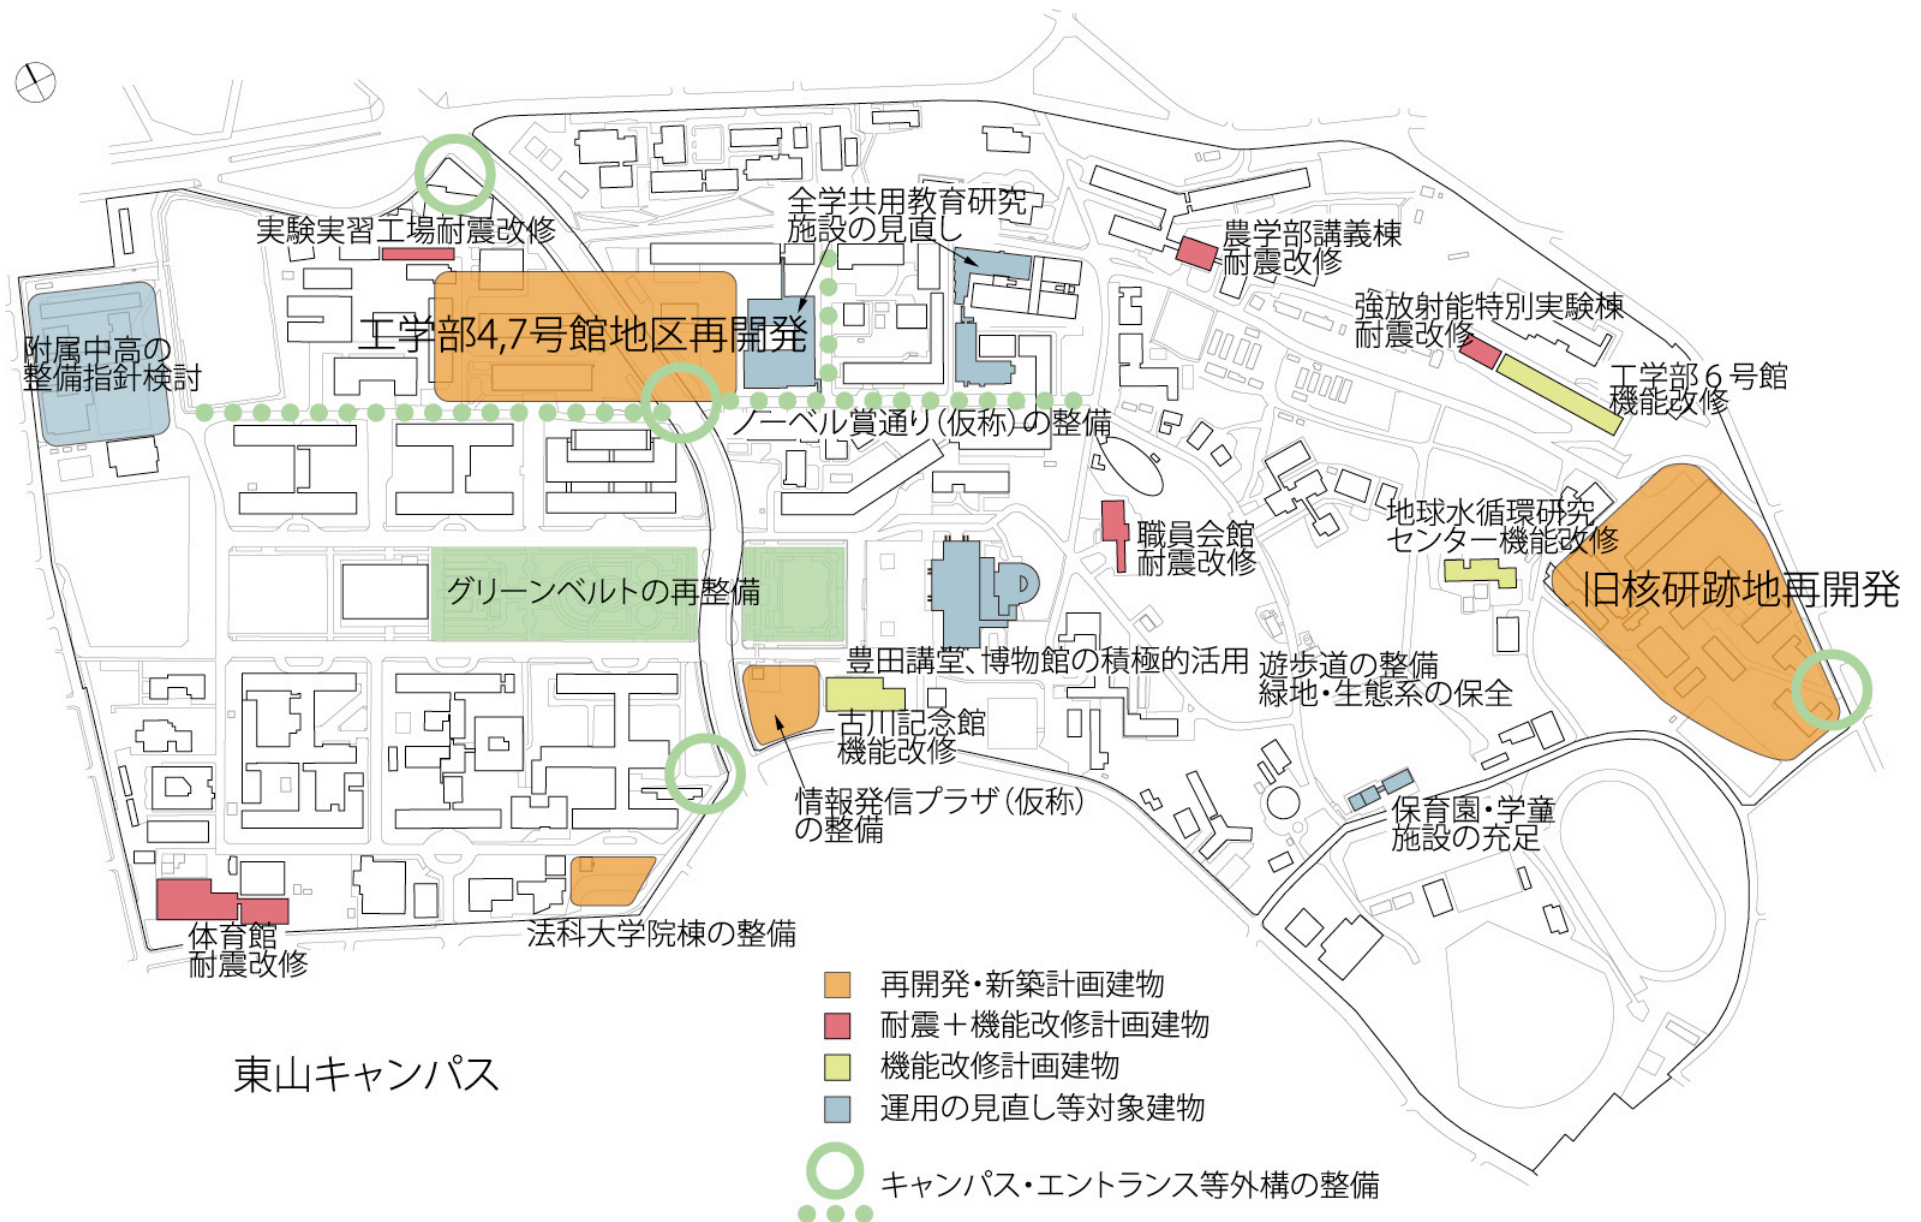 全学共用教育研究
施設の見直し
実験実習工場耐震改修
農学部講義棟
耐震改修
強放射能特別実験棟
耐震改修
工学部4,7号館地区再開発
附属中高の
整備指針検討
工学部6号館
機能改修
ノーベル賞通り(仮称)の整備
地球水循環研究
センター機能改修
職員会館
耐震改修
グリーンベルトの再整備
旧核研跡地再開発
豊田講堂、博物館の積極的活用
遊歩道の整備
緑地・生態系の保全
古川記念館
機能改修
情報発信プラザ(仮称)
の整備
保育園・学童
施設の充足
体育館
耐震改修
法科大学院棟の整備
再開発・新築計画建物
耐震+機能改修計画建物
機能改修計画建物
運用の見直し等対象建物
キャンパス・エントランス等外構の整備
東山キャンパス